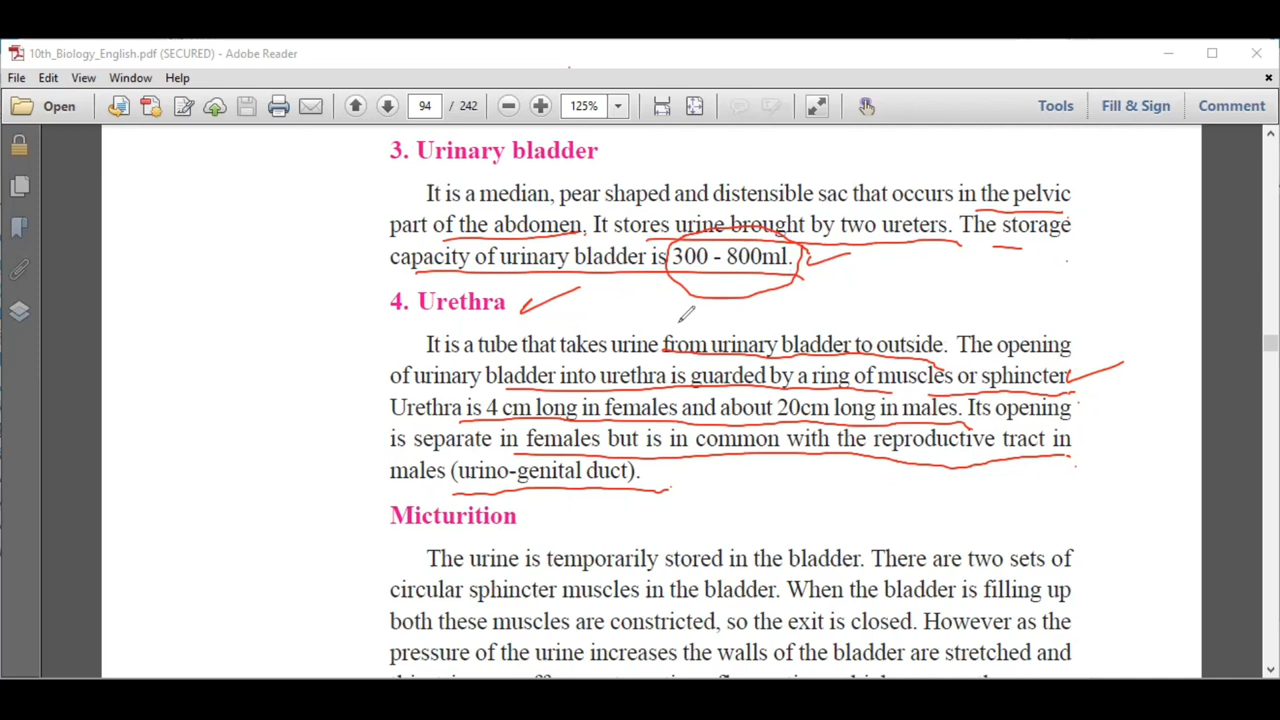 10th_Biology_English.pdf (SECURED) - Adobe Reader
File Edit View Window Help
Open 94 / 242 125% Tools Fill & Sign Comment
3. Urinary bladder
It is a median, pear shaped and distensible sac that occurs in the pelvic
part of the abdomen, It stores urine brought by two ureters. The storage
capacity of urinary bladder is 300 - 800ml.
4. Urethra
It is a tube that takes urine from urinary bladder to outside. The opening
of urinary bladder into urethra is guarded by a ring of muscles or sphincter
Urethra is 4 cm long in females and about 20cm long in males. Its opening
is separate in females but is in common with the reproductive tract in
males (urino-genital duct).
Micturition
The urine is temporarily stored in the bladder. There are two sets of
circular sphincter muscles in the bladder. When the bladder is filling up
both these muscles are constricted, so the exit is closed. However as the
pressure of the urine increases the walls of the bladder are stretched and